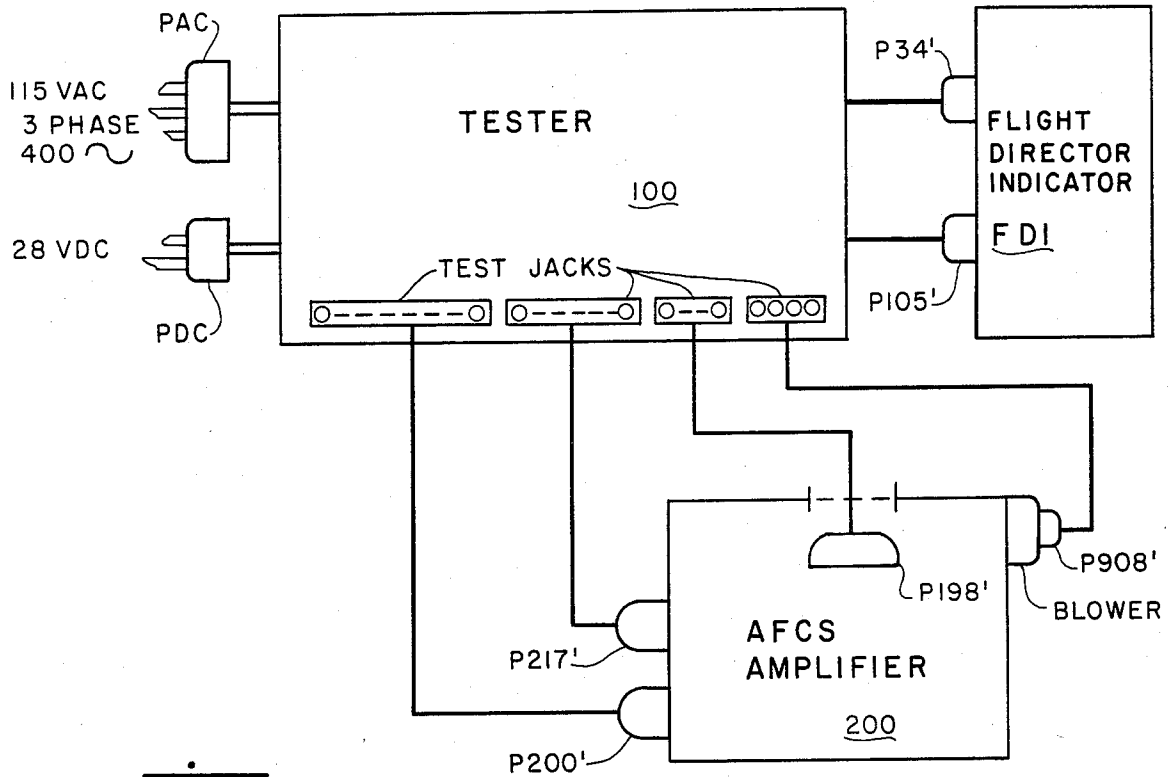 PAC
115 VAC
3 PHASE
400 ~
28 VDC
PDC
TESTER
100
TEST JACKS
P34'
FLIGHT
DIRECTOR
INDICATOR
FDI
P105'
P908'
BLOWER
P198'
AFCS
AMPLIFIER
200
P217'
P200'